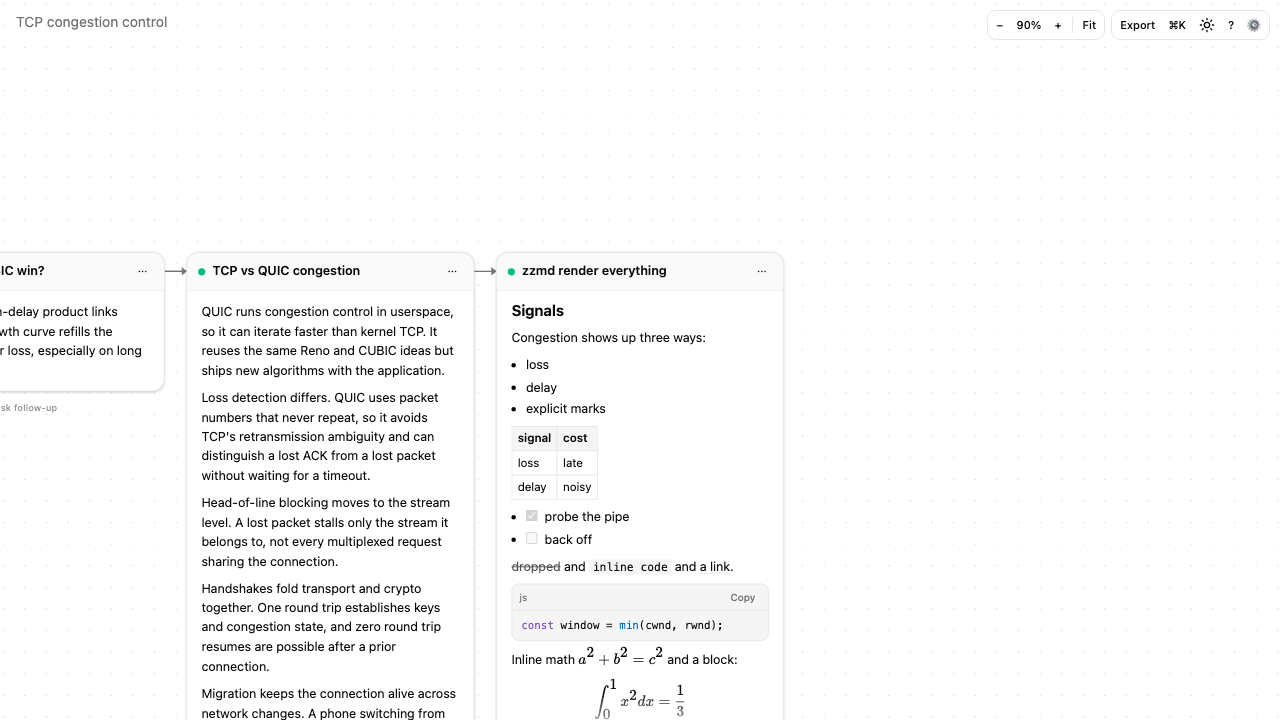 TCP congestion control
− 90% + Fit
Export ⌘K ?
IC win? ...
n-delay product links
wth curve refills the
r loss, especially on long
sk follow-up
TCP vs QUIC congestion ...
QUIC runs congestion control in userspace,
so it can iterate faster than kernel TCP. It
reuses the same Reno and CUBIC ideas but
ships new algorithms with the application.
Loss detection differs. QUIC uses packet
numbers that never repeat, so it avoids
TCP's retransmission ambiguity and can
distinguish a lost ACK from a lost packet
without waiting for a timeout.
Head-of-line blocking moves to the stream
level. A lost packet stalls only the stream it
belongs to, not every multiplexed request
sharing the connection.
Handshakes fold transport and crypto
together. One round trip establishes keys
and congestion state, and zero round trip
resumes are possible after a prior
connection.
Migration keeps the connection alive across
network changes. A phone switching from
zzmd render everything ...
Signals
Congestion shows up three ways:
• loss
• delay
• explicit marks
signal cost
loss late
delay noisy
• probe the pipe
• back off
dropped and inline code and a link.
js Copy
const window = min(cwnd, rwnd);
Inline math a² + b² = c² and a block:
∫₀¹ x²dx = 1/3